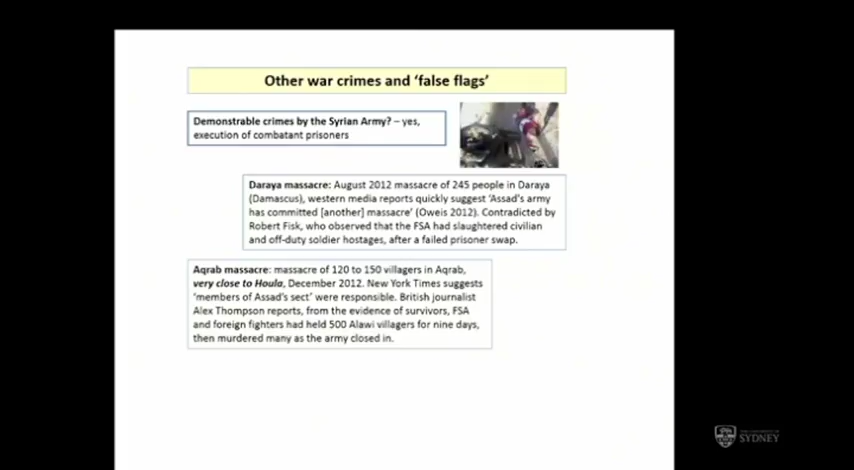 Other war crimes and 'false flags'
Demonstrable crimes by the Syrian Army? – yes,
execution of combatant prisoners
Daraya massacre: August 2012 massacre of 245 people in Daraya
(Damascus), western media reports quickly suggest 'Assad's army
has committed [another] massacre' (Oweis 2012). Contradicted by
Robert Fisk, who observed that the FSA had slaughtered civilian
and off-duty soldier hostages, after a failed prisoner swap.
Aqrab massacre: massacre of 120 to 150 villagers in Aqrab,
very close to Houla, December 2012. New York Times suggests
'members of Assad's sect' were responsible. British journalist
Alex Thompson reports, from the evidence of survivors, FSA
and foreign fighters had held 500 Alawi villagers for nine days,
then murdered many as the army closed in.
THE UNIVERSITY OF
SYDNEY